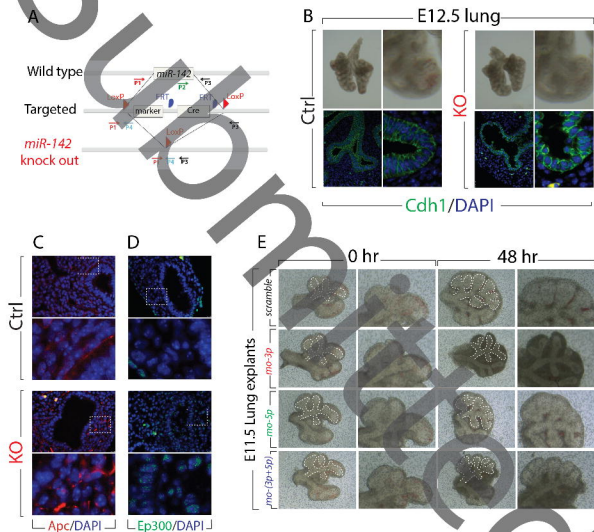 A
Wild type
miR-142
P1
P2
P3
LoxP
FRT
FRT
LoxP
Targeted
marker
Cre
P1
P4
P3
LoxP
miR-142
knock out
P4
P3
B
E12.5 lung
Ctrl
KO
Cdh1/DAPI
C
D
Ctrl
KO
Apc/DAPI
Ep300/DAPI
E
0 hr
48 hr
E11.5 Lung explants
scramble
mo-3p
mo-5p
mo-(3p+5p)